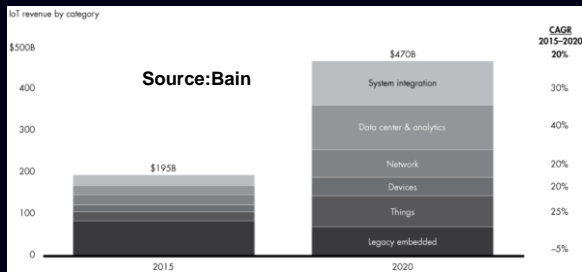 IoT revenue by category
CAGR
2015–2020
$500B
$470B
20%
Source:Bain
System integration
400
30%
300
Data center & analytics
40%
200
$195B
Network
20%
Devices
20%
100
Things
25%
Legacy embedded
–5%
0
2015
2020